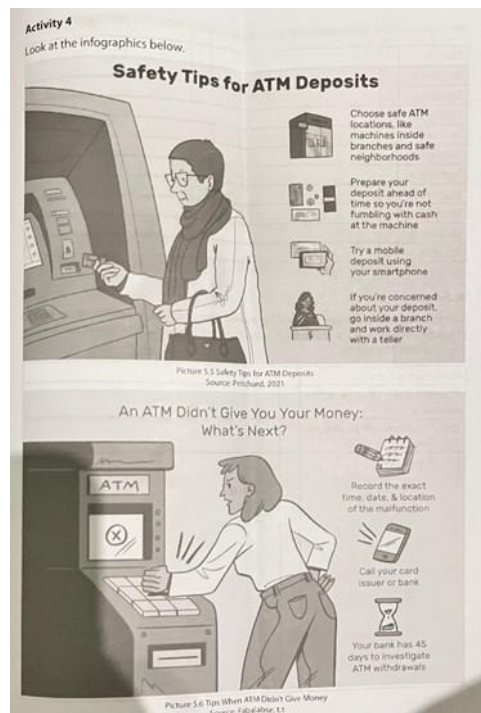 Activity 4
Look at the infographics below.
Safety Tips for ATM Deposits
Choose safe ATM
locations, like
machines inside
branches and safe
neighborhoods
Prepare your
deposit ahead of
time so you're not
fumbling with cash
at the machine
Try a mobile
deposit using
your smartphone
If you're concerned
about your deposit,
go inside a branch
and work directly
with a teller
Picture 5.5 Safety Tips for ATM Deposits
Source: Prichard, 2021
An ATM Didn't Give You Your Money:
What's Next?
ATM
Record the exact
time, date, & location
of the malfunction
Call your card
issuer or bank
Your bank has 45
days to investigate
ATM withdrawals
Picture 5.6 Tips When ATM Didn't Give Money